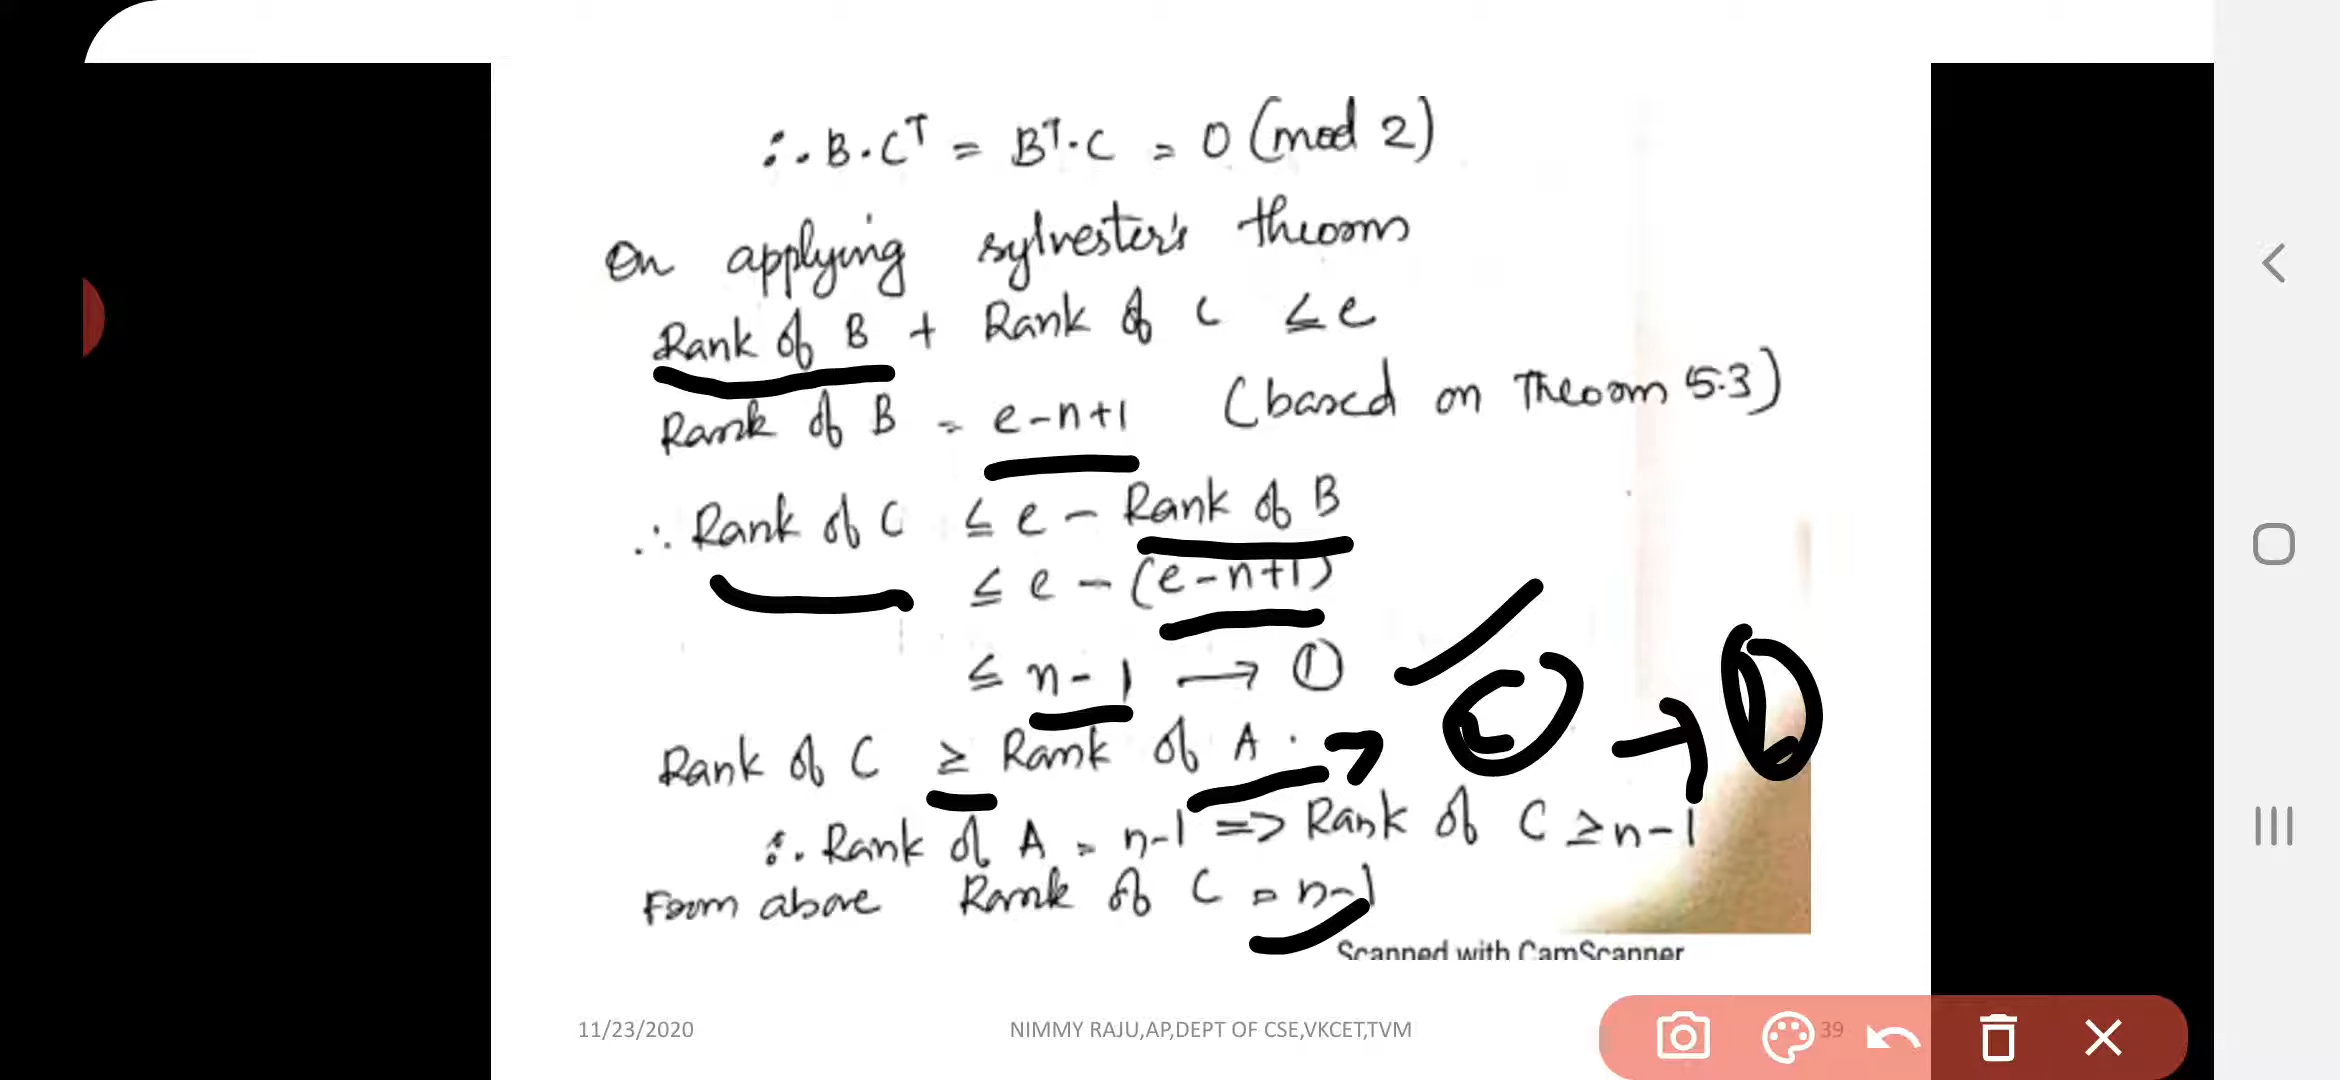 ∴ B.Cᵀ = Bᵀ.C = 0 (mod 2)
On applying sylvester's theorm
Rank of B + Rank of C ≤ e
Rank of B = e-n+1 (based on Theorm 5.3)
∴ Rank of C ≤ e - Rank of B
≤ e - (e-n+1)
≤ n-1 → ①
Rank of C ≥ Rank of A. → C → D
∴ Rank of A = n-1 => Rank of C ≥ n-1
From above Rank of C = n-1
Scanned with CamScanner
11/23/2020 NIMMY RAJU,AP,DEPT OF CSE,VKCET,TVM 39